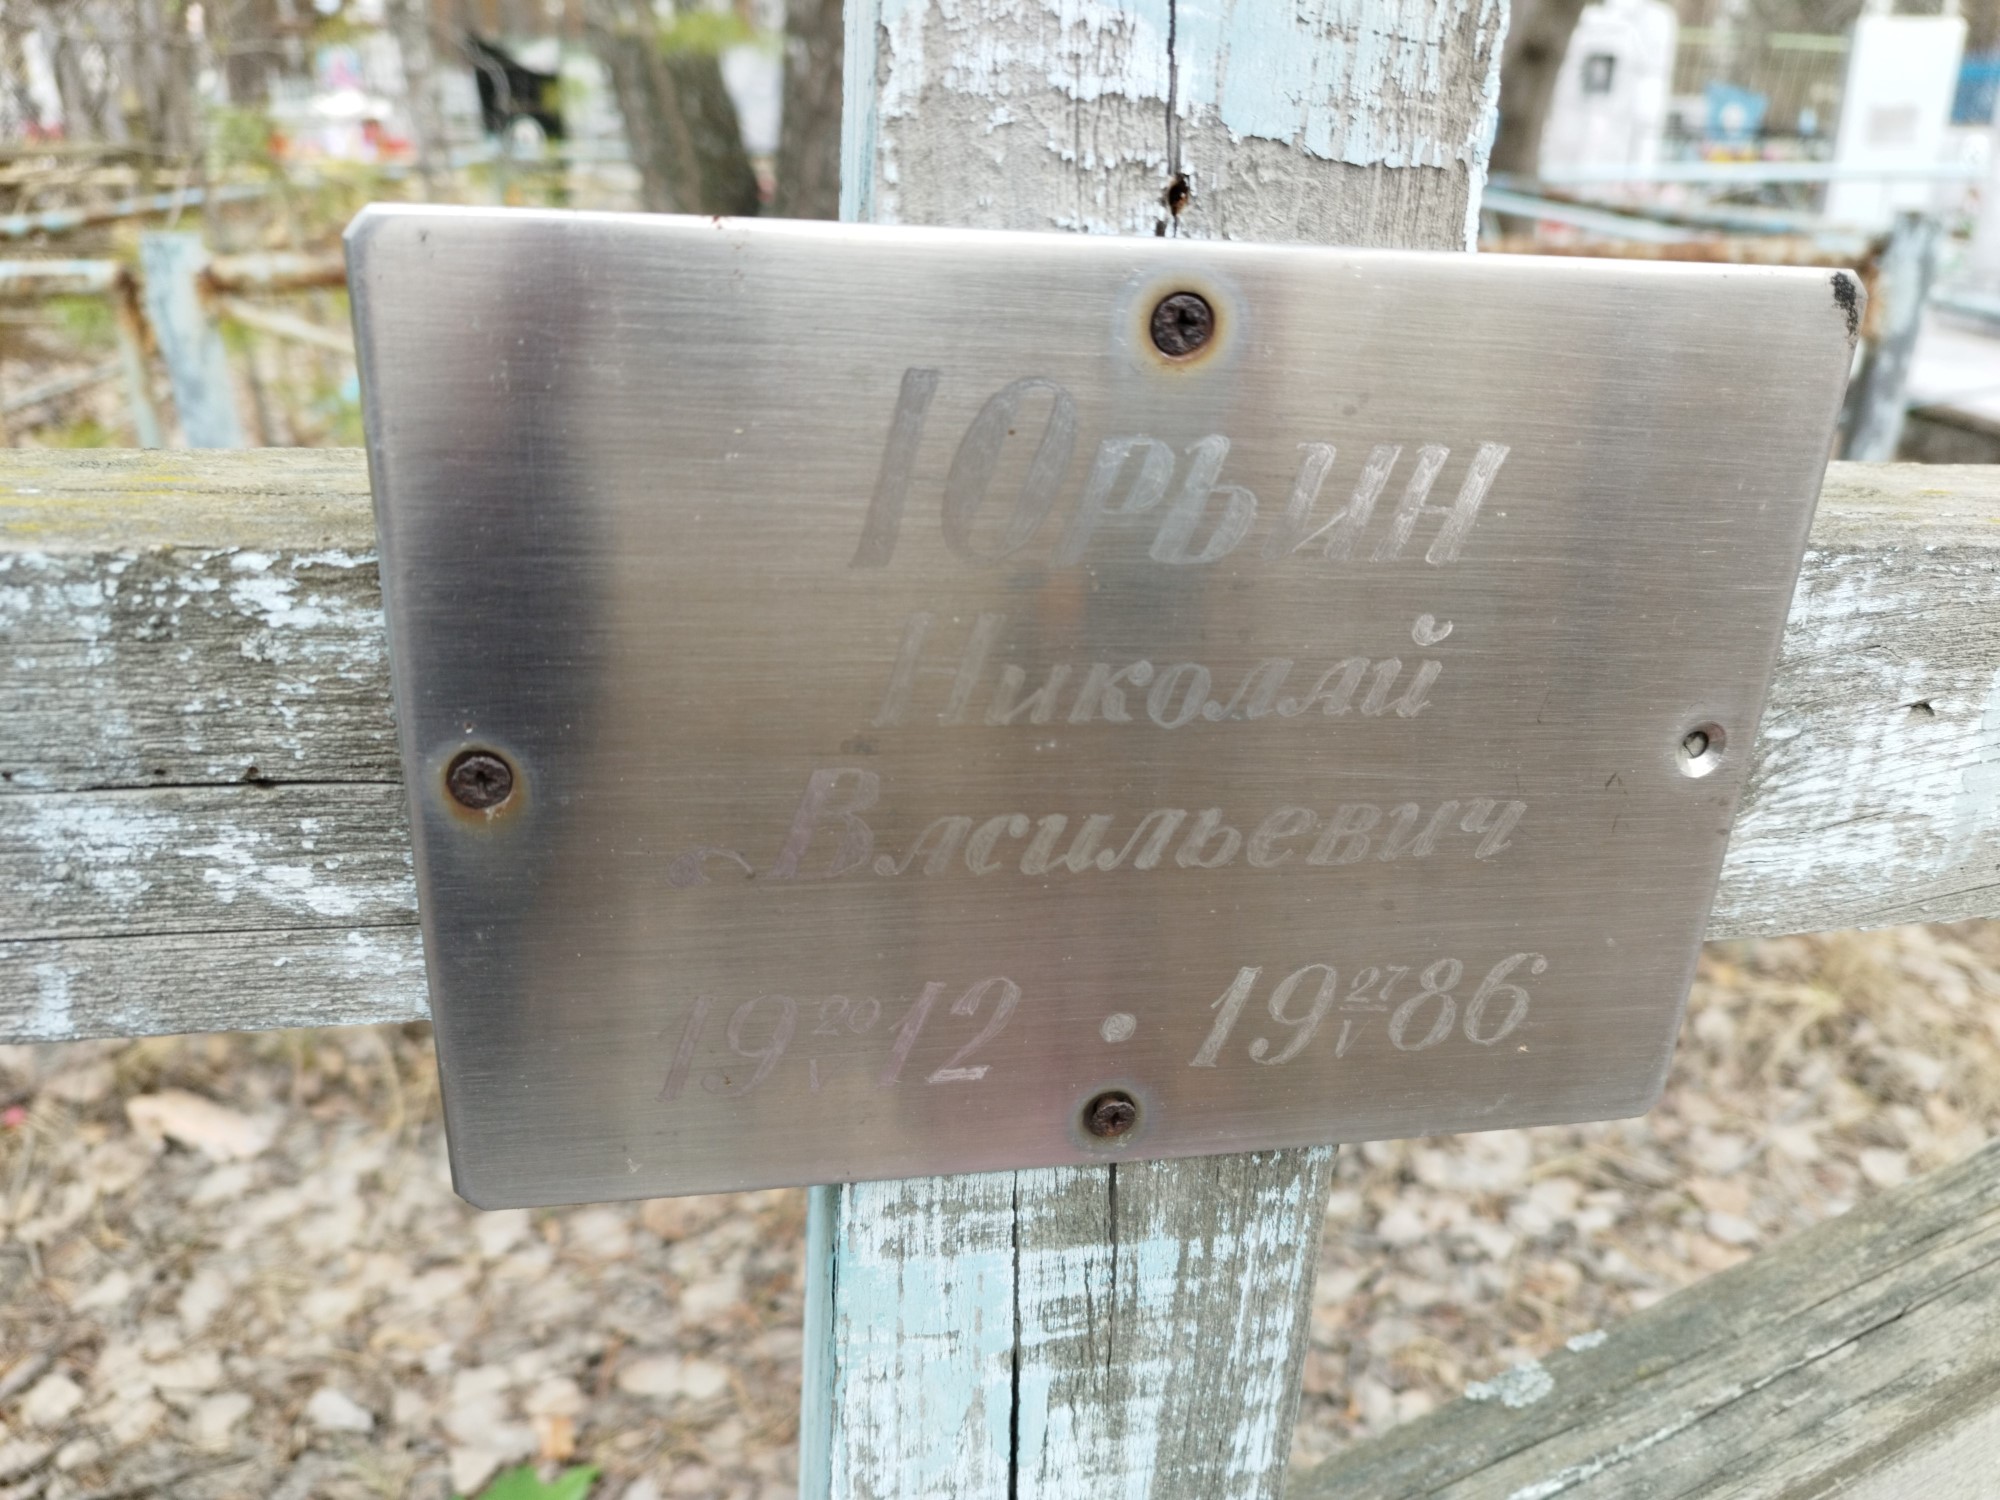 Юрьин
Николай
Васильевич
19 20/V 12 • 19 27/V 86